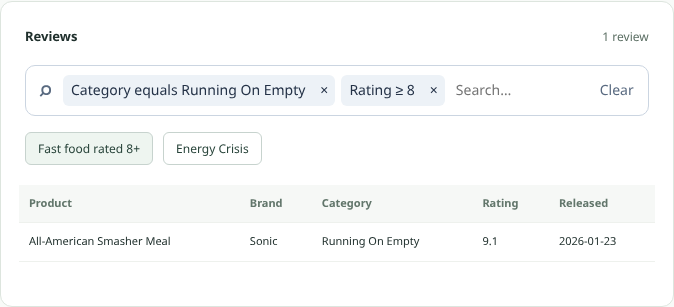 Reviews 1 review
Category equals Running On Empty × Rating ≥ 8 × Search... Clear
Fast food rated 8+ Energy Crisis
Product Brand Category Rating Released
All-American Smasher Meal Sonic Running On Empty 9.1 2026-01-23